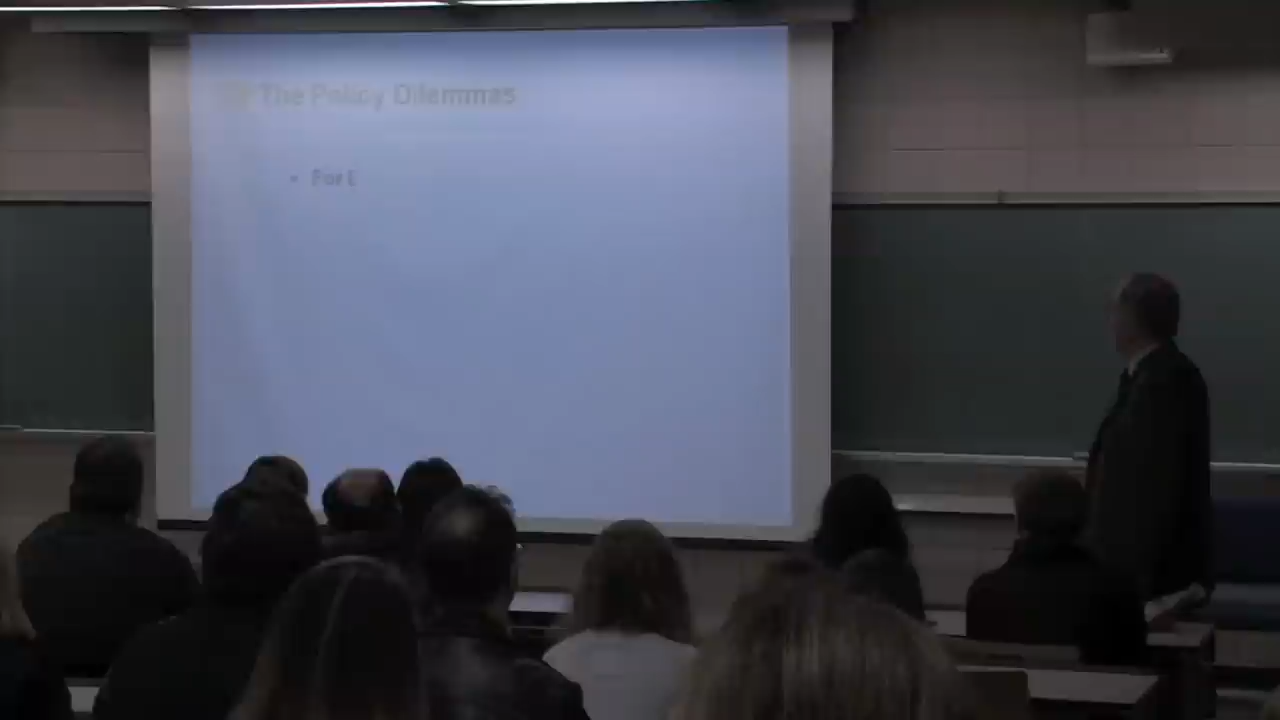 The Policy Dilemmas
• For E